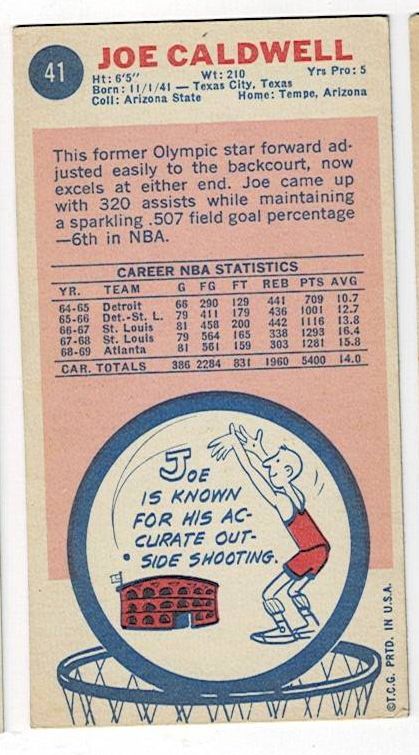 41
JOE CALDWELL
Ht: 6'5" Wt: 210 Yrs Pro: 5
Born: 11/1/41 — Texas City, Texas
Coll: Arizona State Home: Tempe, Arizona
This former Olympic star forward ad-
justed easily to the backcourt, now
excels at either end. Joe came up
with 320 assists while maintaining
a sparkling .507 field goal percentage
—6th in NBA.
CAREER NBA STATISTICS
YR. TEAM G FG FT REB PTS AVG
64-65 Detroit 66 290 129 441 709 10.7
65-66 Det.-St. L. 79 411 179 436 1001 12.7
66-67 St. Louis 81 458 200 442 1116 13.8
67-68 St. Louis 79 564 165 338 1293 16.4
68-69 Atlanta 81 561 159 303 1281 15.8
CAR. TOTALS 386 2284 831 1960 5400 14.0
JOE
IS KNOWN
FOR HIS AC-
CURATE OUT-
SIDE SHOOTING.
©T.C.G. PRTD. IN U.S.A.